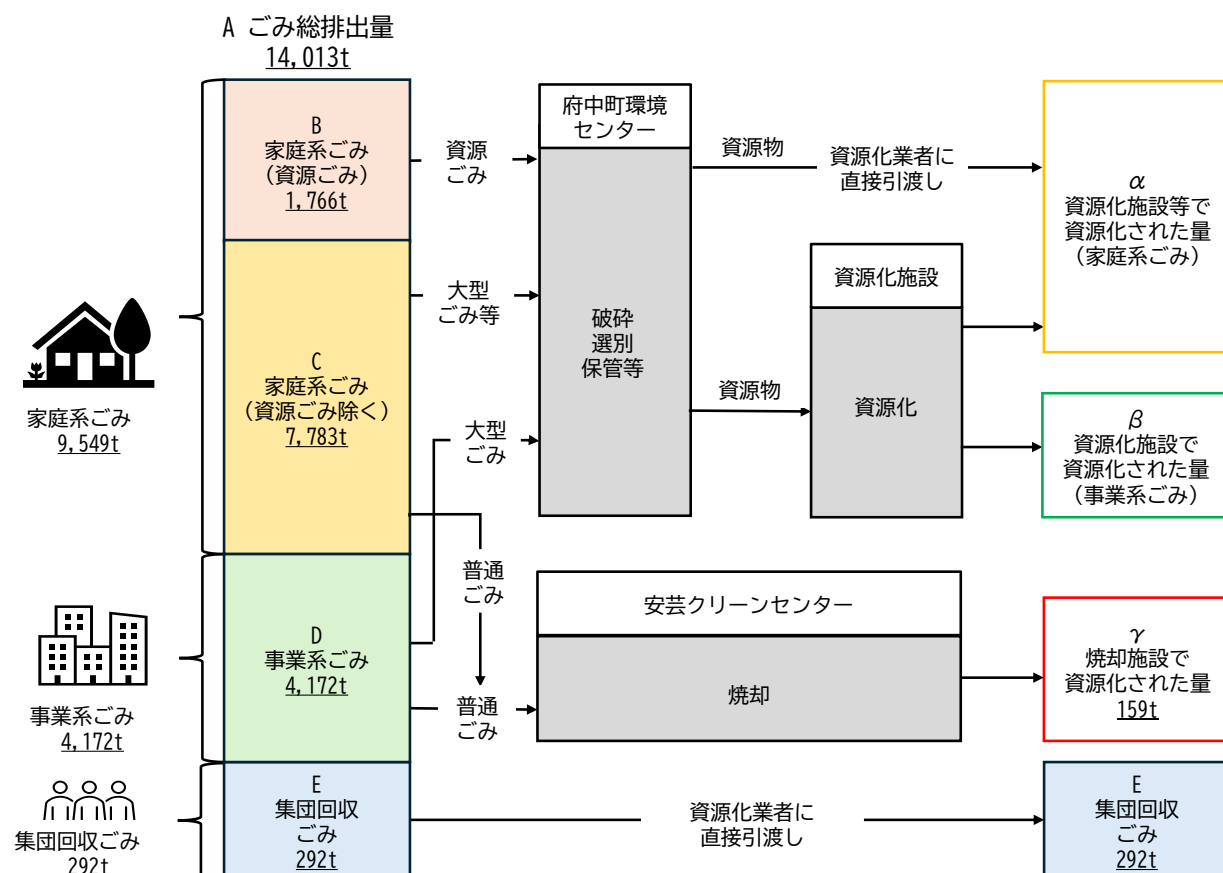 A ごみ総排出量
14,013t
B
家庭系ごみ
（資源ごみ）
1,766t
C
家庭系ごみ
（資源ごみ除く）
7,783t
D
事業系ごみ
4,172t
E
集団回収
ごみ
292t
家庭系ごみ
9,549t
事業系ごみ
4,172t
集団回収ごみ
292t
資源
ごみ
大型
ごみ等
大型
ごみ
普通
ごみ
普通
ごみ
府中町環境
センター
破砕
選別
保管等
資源物
資源化業者に
直接引渡し
資源物
資源化施設
資源化
安芸クリーンセンター
焼却
資源化業者に
直接引渡し
α
資源化施設等で
資源化された量
（家庭系ごみ）
β
資源化施設で
資源化された量
（事業系ごみ）
γ
焼却施設で
資源化された量
159t
E
集団回収
ごみ
292t